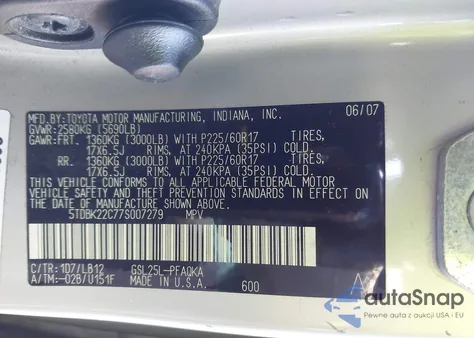 MFD.BY:TOYOTA MOTOR MANUFACTURING, INDIANA, INC. 06/07
GVWR:2580KG (5690LB)
GAWR:FRT. 1360KG (3000LB) WITH P225/60R17 TIRES,
17X6.5J RIMS, AT 240KPA (35PSI) COLD.
RR. 1360KG (3000LB) WITH P225/60R17 TIRES,
17X6.5J RIMS, AT 240KPA (35PSI) COLD.
THIS VEHICLE CONFORMS TO ALL APPLICABLE FEDERAL MOTOR
VEHICLE SAFETY AND THEFT PREVENTION STANDARDS IN EFFECT ON
THE DATE OF MANUFACTURE SHOWN ABOVE.
5TDBK22C77S007279 MPV
C/TR:1D7/LB12 GSL25L-PFAQKA
A/TM:-02B/U151F MADE IN U.S.A. 600
autoSnap
Pewne auta z aukcji USA i EU